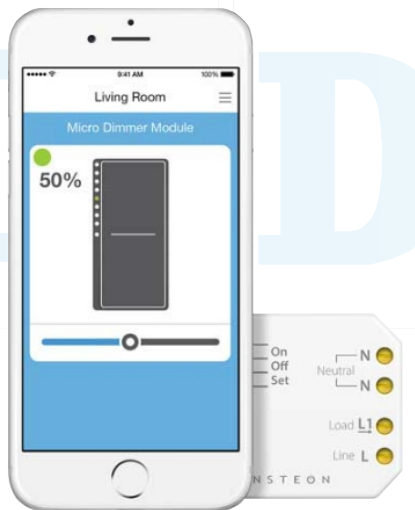 9:41 AM 100%
Living Room
Micro Dimmer Module
50%
On
Off
Set
Neutral
N
N
Load L1
Line L
NSTEON
D